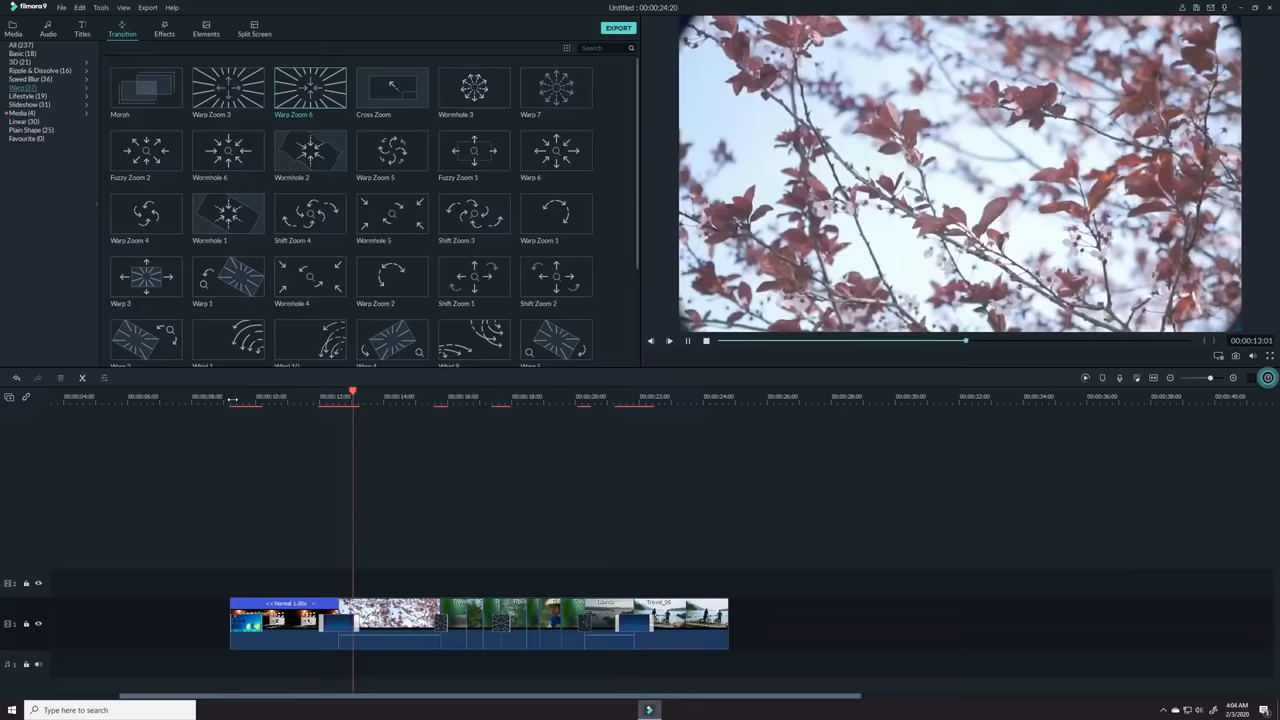 filmora9 File Edit Tools View Export Help Untitled : 00:00:24:20
Media Audio Titles Transition Effects Elements Split Screen EXPORT
All (237)
Basic (18)
3D (21)
Ripple & Dissolve (16)
Speed Blur (36)
Warp (37)
Lifestyle (19)
Slideshow (31)
Media (4)
Linear (30)
Plain Shape (25)
Favourite (0)
Search
Morph Warp Zoom 3 Warp Zoom 6 Cross Zoom Wormhole 3 Warp 7
Fuzzy Zoom 2 Wormhole 6 Wormhole 2 Warp Zoom 5 Fuzzy Zoom 1 Warp 6
Warp Zoom 4 Wormhole 1 Shift Zoom 4 Wormhole 5 Shift Zoom 3 Warp Zoom 1
Warp 3 Warp 1 Wormhole 4 Warp Zoom 2 Shift Zoom 1 Shift Zoom 2
00:00:13:01
00:00:04:00 00:00:06:00 00:00:08:00 00:00:10:00 00:00:12:00 00:00:14:00 00:00:16:00 00:00:18:00 00:00:20:00 00:00:22:00 00:00:24:00 00:00:26:00 00:00:28:00 00:00:30:00 00:00:32:00 00:00:34:00 00:00:36:00 00:00:38:00 00:00:40:00
2
<< Normal 1.00x
Islands Travel_05
1
1
Type here to search
4:04 AM
2/3/2020